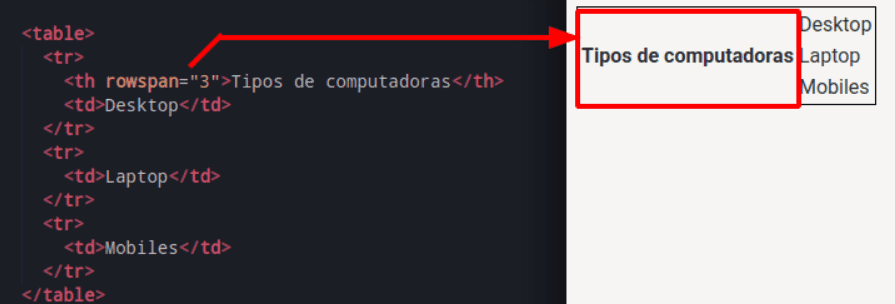 <table>
<tr>
<th rowspan="3">Tipos de computadoras</th>
<td>Desktop</td>
</tr>
<tr>
<td>Laptop</td>
</tr>
<tr>
<td>Mobiles</td>
</tr>
</table>
Tipos de computadoras
Desktop
Laptop
Mobiles